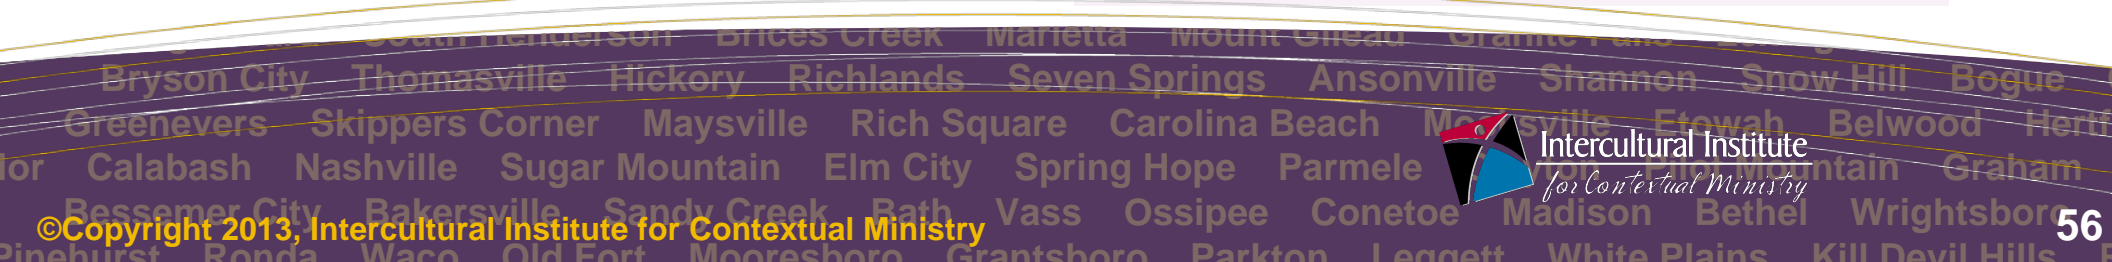 South Henderson Brices Creek Marietta Mount Gilead Granite Falls
Bryson City Thomasville Hickory Richlands Seven Springs Ansonville Shannon Snow Hill Bogue
Greenevers Skippers Corner Maysville Rich Square Carolina Beach Etowah Belwood
Intercultural Institute
Calabash Nashville Sugar Mountain Elm City Spring Hope Parmele Graham
for Contextual Ministry
Bessemer City Bakersville Sandy Creek Bath Vass Ossipee Conetoe Madison Bethel Wrightsboro
©Copyright 2013, Intercultural Institute for Contextual Ministry
56
Pinehurst Ronda Waco Old Fort Mooresboro Grantsboro Parkton Leggett White Plains Kill Devil Hills